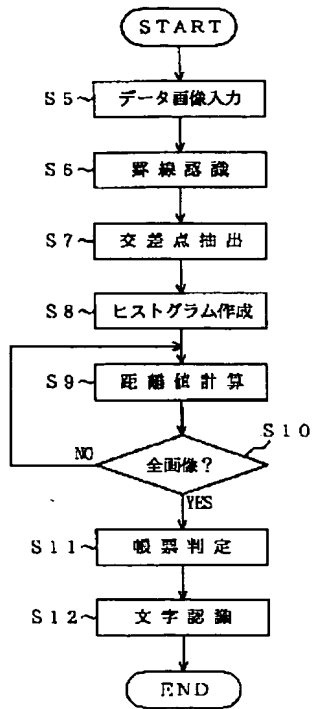 START
S5 データ画像入力
S6 罫線認識
S7 交差点抽出
S8 ヒストグラム作成
S9 距離値計算
S10
全画像?
NO
YES
S11 帳票判定
S12 文字認識
END